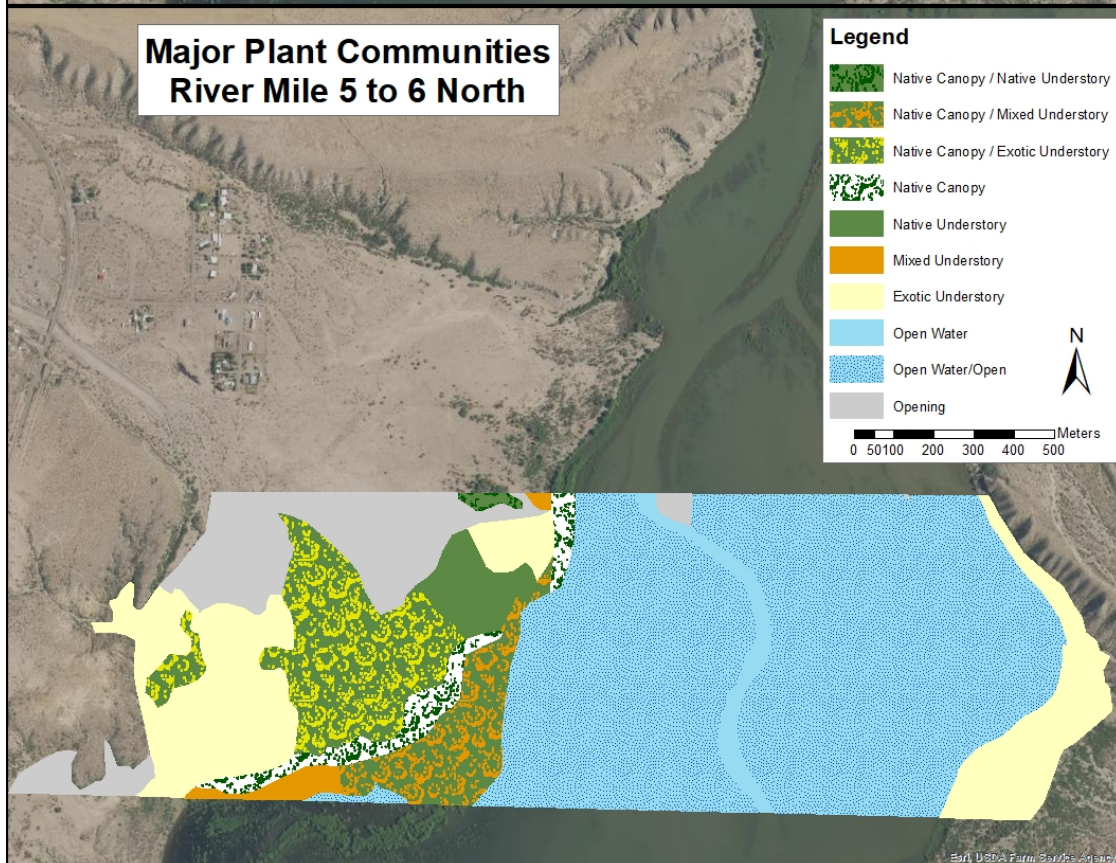 Major Plant Communities
River Mile 5 to 6 North
Legend
Native Canopy / Native Understory
Native Canopy / Mixed Understory
Native Canopy / Exotic Understory
Native Canopy
Native Understory
Mixed Understory
Exotic Understory
Open Water
Open Water/Open
Opening
N
Meters
0 50100 200 300 400 500
Esri, USDA Farm Service Agency